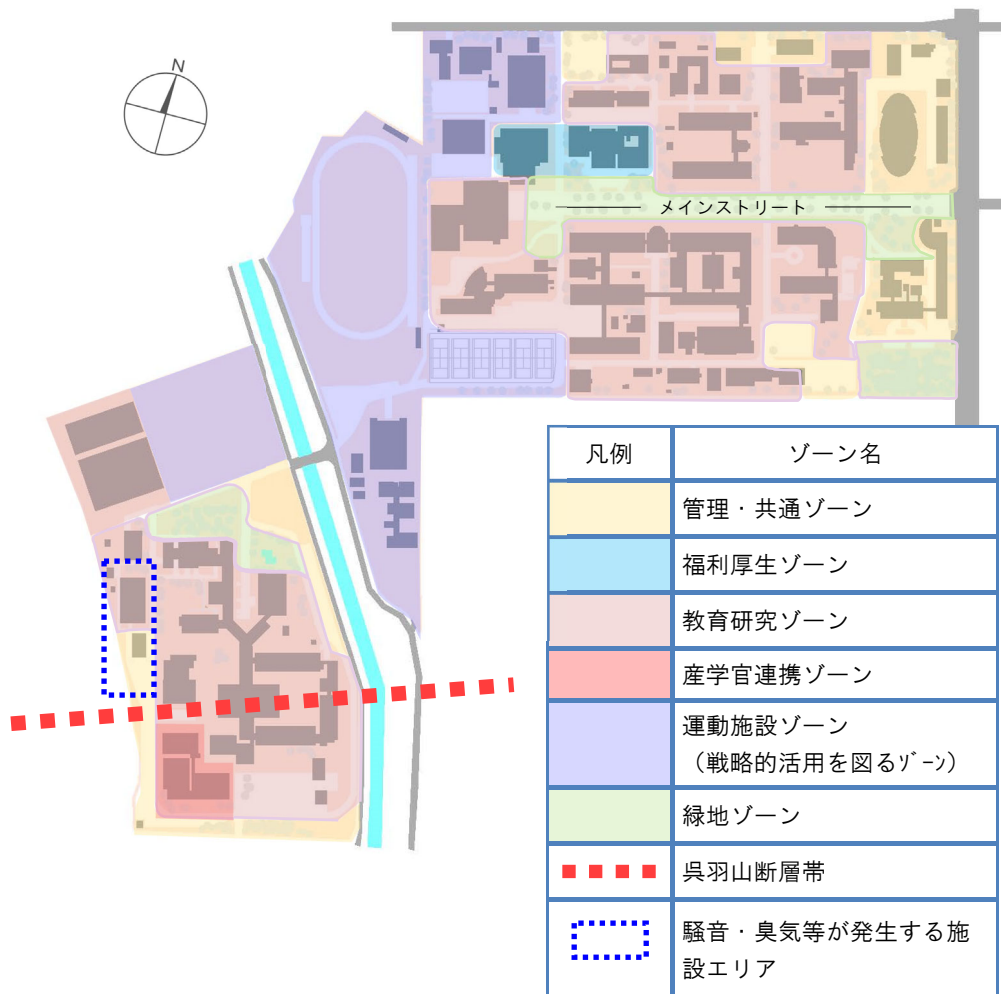 N
メインストリート
凡例 ゾーン名
管理・共通ゾーン
福利厚生ゾーン
教育研究ゾーン
産学官連携ゾーン
運動施設ゾーン
（戦略的活用を図るｿﾞｰﾝ）
緑地ゾーン
呉羽山断層帯
騒音・臭気等が発生する施
設エリア